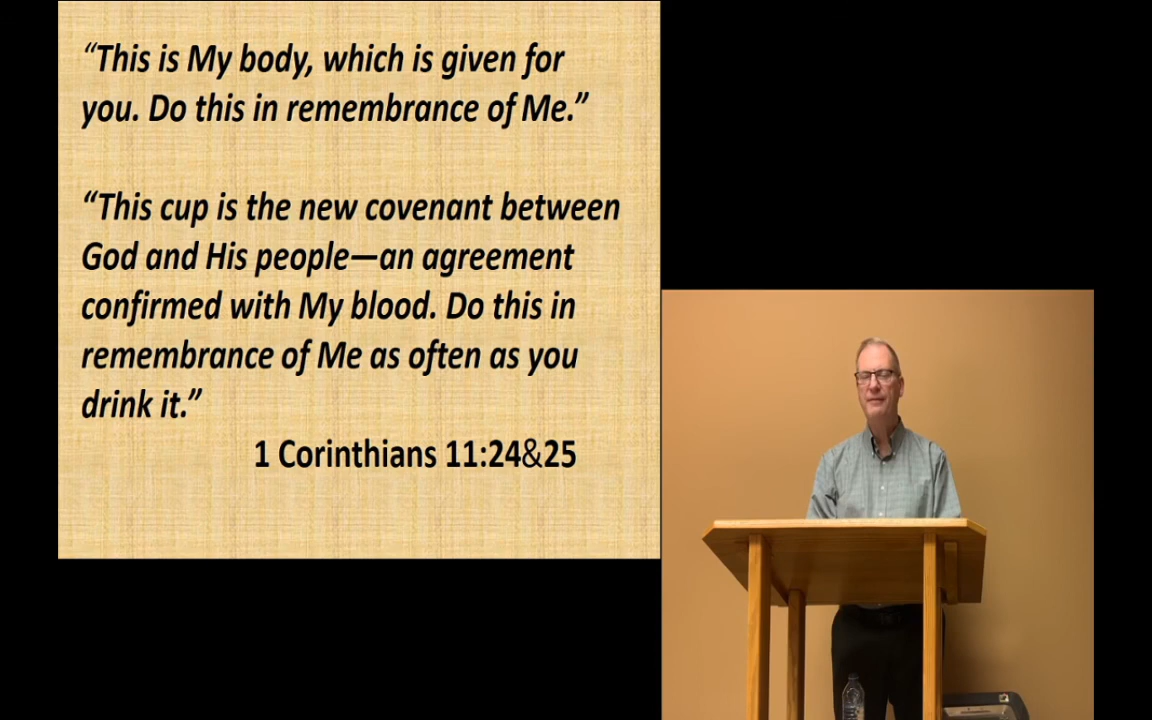 “This is My body, which is given for
you. Do this in remembrance of Me.”
“This cup is the new covenant between
God and His people—an agreement
confirmed with My blood. Do this in
remembrance of Me as often as you
drink it.”
1 Corinthians 11:24&25